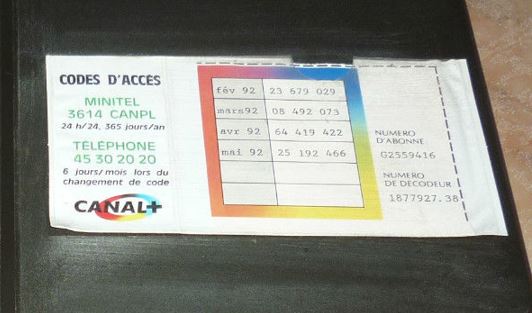 CODES D'ACCÈS
MINITEL
3614 CANPL
24 h/24, 365 jours/an
TÉLÉPHONE
45 30 20 20
6 jours/mois lors du
changement de code
CANAL+
fév 92 23 679 029
mars92 08 492 073
avr 92 64 419 422
mai 92 25 192 466
NUMERO
D'ABONNE
G2559416
NUMERO
DE DECODEUR
1877927.38